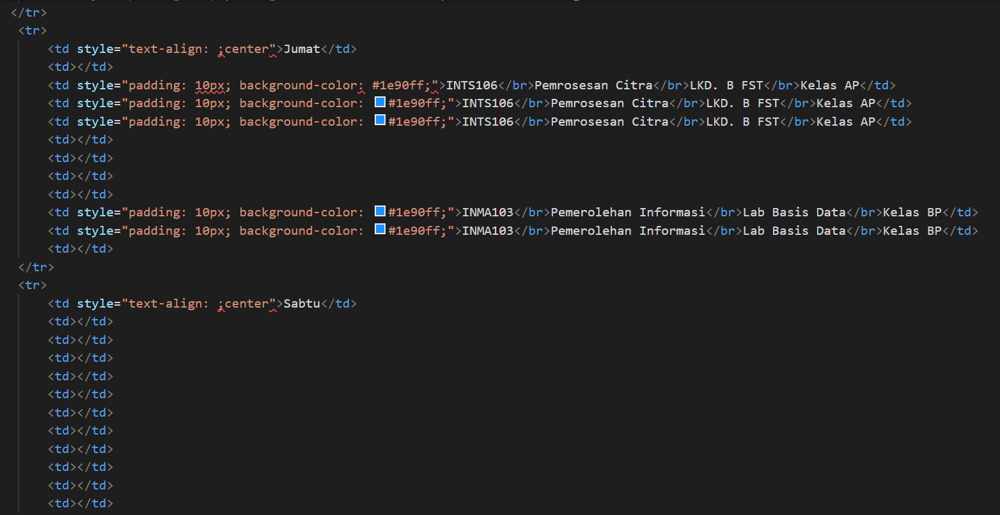 </tr>
<tr>
<td style="text-align: ;center">Jumat</td>
<td></td>
<td style="padding: 10px; background-color: #1e90ff;">INTS106</br>Pemrosesan Citra</br>LKD. B FST</br>Kelas AP</td>
<td style="padding: 10px; background-color: #1e90ff;">INTS106</br>Pemrosesan Citra</br>LKD. B FST</br>Kelas AP</td>
<td style="padding: 10px; background-color: #1e90ff;">INTS106</br>Pemrosesan Citra</br>LKD. B FST</br>Kelas AP</td>
<td></td>
<td></td>
<td></td>
<td></td>
<td style="padding: 10px; background-color: #1e90ff;">INMA103</br>Pemerolehan Informasi</br>Lab Basis Data</br>Kelas BP</td>
<td style="padding: 10px; background-color: #1e90ff;">INMA103</br>Pemerolehan Informasi</br>Lab Basis Data</br>Kelas BP</td>
<td></td>
</tr>
<tr>
<td style="text-align: ;center">Sabtu</td>
<td></td>
<td></td>
<td></td>
<td></td>
<td></td>
<td></td>
<td></td>
<td></td>
<td></td>
<td></td>
<td></td>